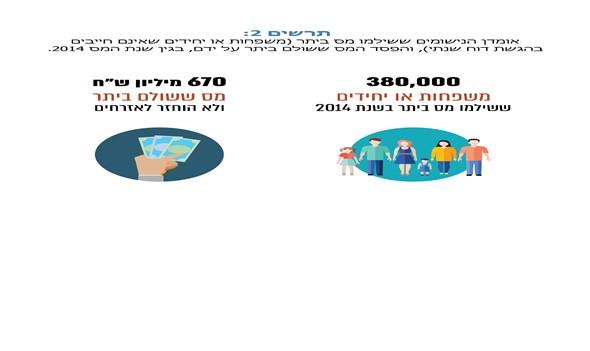 תרשים 2:
אומדן הנישומים ששילמו מס ביתר (משפחות או יחידים שאינם חייבים
בהגשת דוח שנתי), והפסד המס ששולם ביתר על ידם, בגין שנת המס 2014.
380,000
משפחות או יחידים
ששילמו מס ביתר בשנת 2014
670 מיליון ש"ח
מס ששולם ביתר
ולא הוחזר לאזרחים